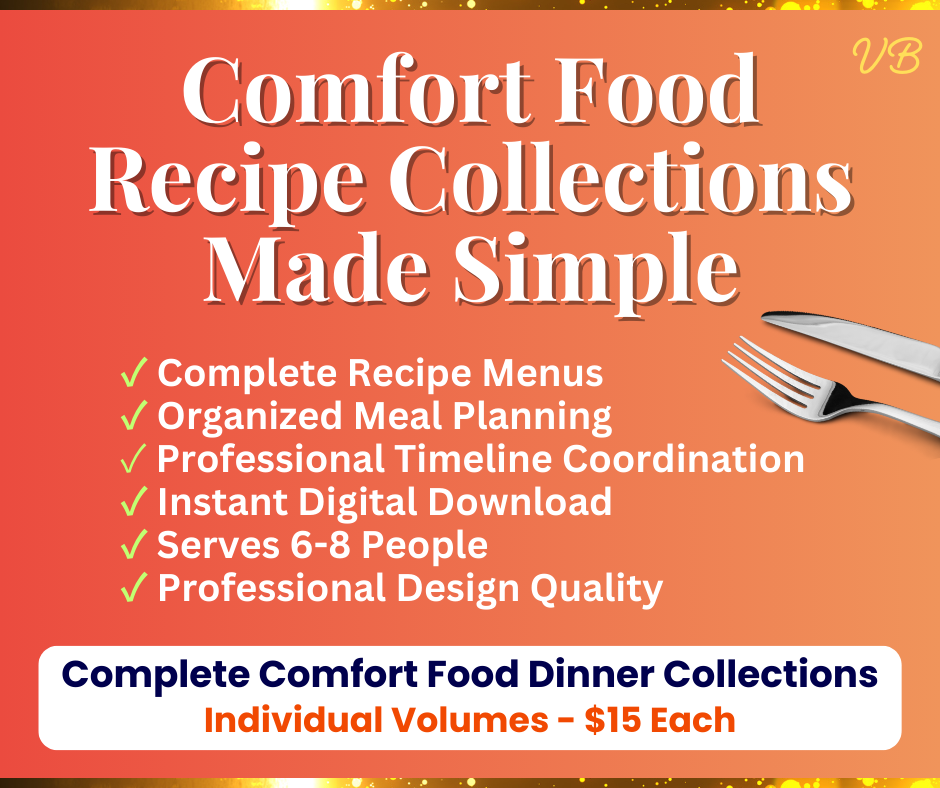 VB
Comfort Food
Recipe Collections
Made Simple
✓ Complete Recipe Menus
✓ Organized Meal Planning
✓ Professional Timeline Coordination
✓ Instant Digital Download
✓ Serves 6-8 People
✓ Professional Design Quality
Complete Comfort Food Dinner Collections
Individual Volumes - $15 Each